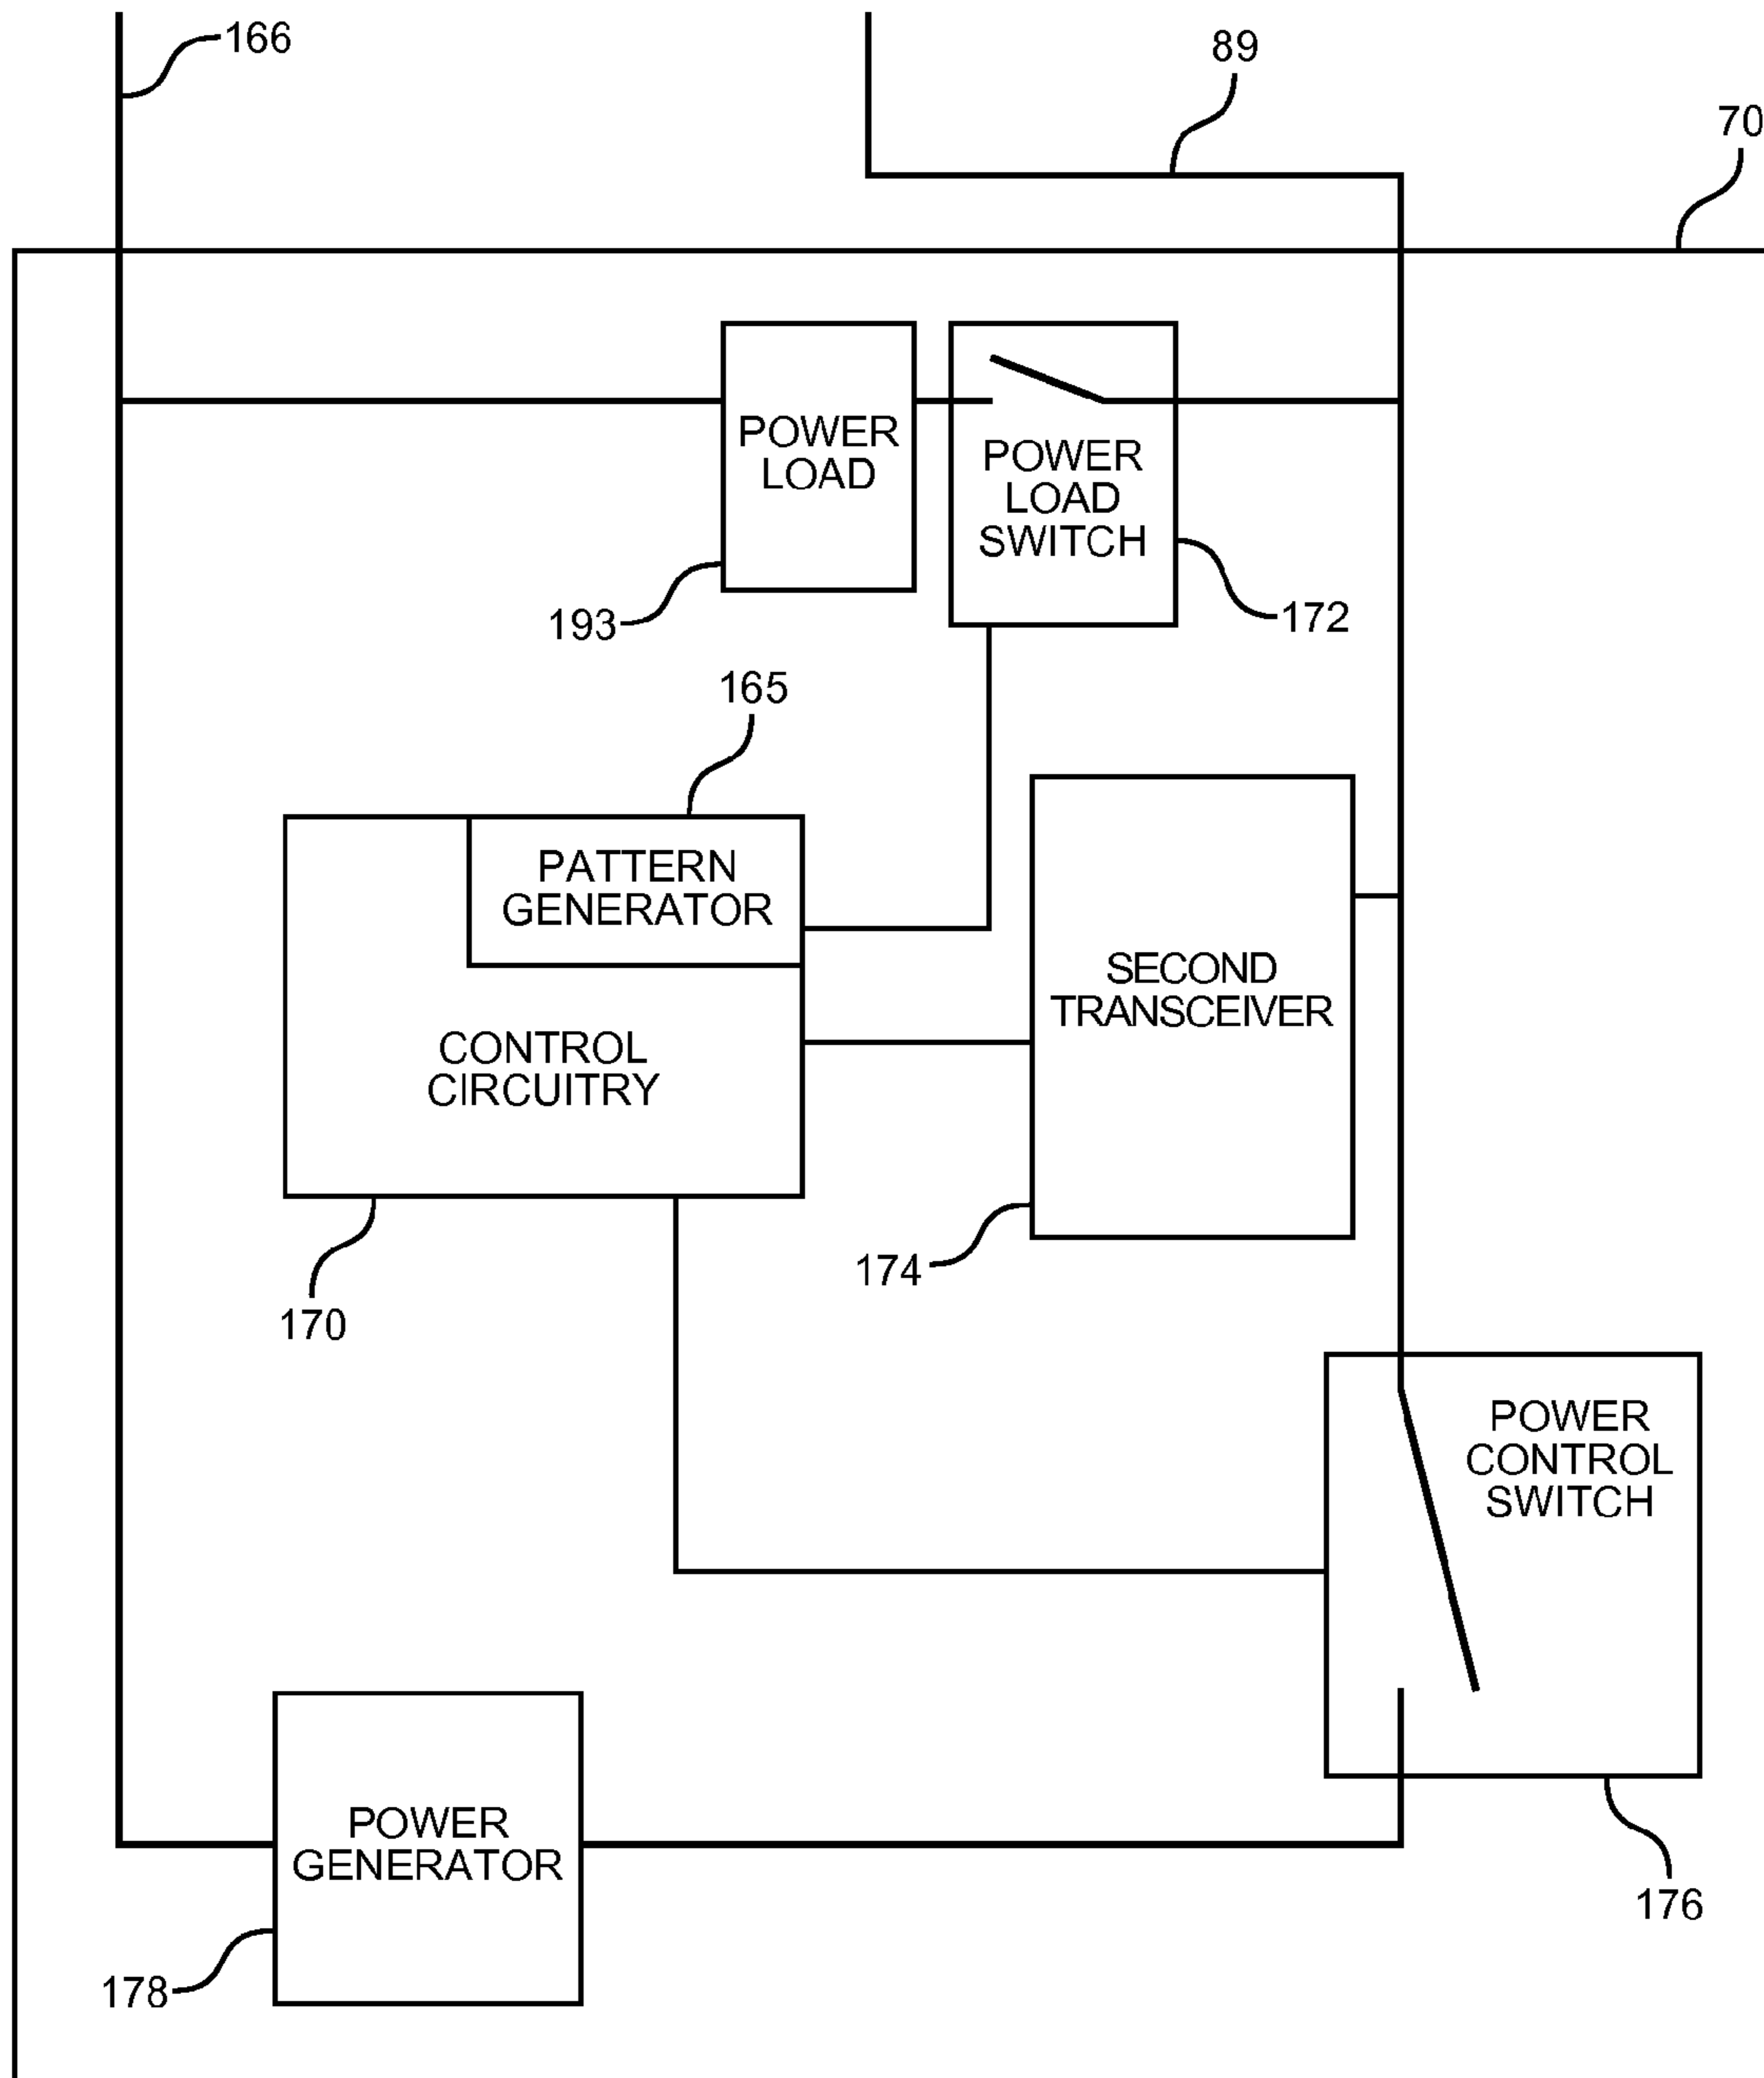 166
89
70
POWER
LOAD
POWER
LOAD
SWITCH
193
172
165
PATTERN
GENERATOR
SECOND
TRANSCEIVER
CONTROL
CIRCUITRY
174
170
POWER
CONTROL
SWITCH
POWER
GENERATOR
176
178